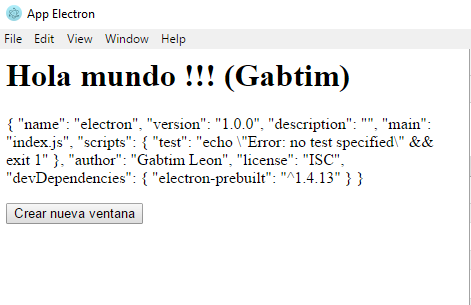 App Electron
File Edit View Window Help
Hola mundo !!! (Gabtim)
{ "name": "electron", "version": "1.0.0", "description": "", "main":
"index.js", "scripts": { "test": "echo \"Error: no test specified\" &&
exit 1" }, "author": "Gabtim Leon", "license": "ISC",
"devDependencies": { "electron-prebuilt": "^1.4.13" } }
Crear nueva ventana